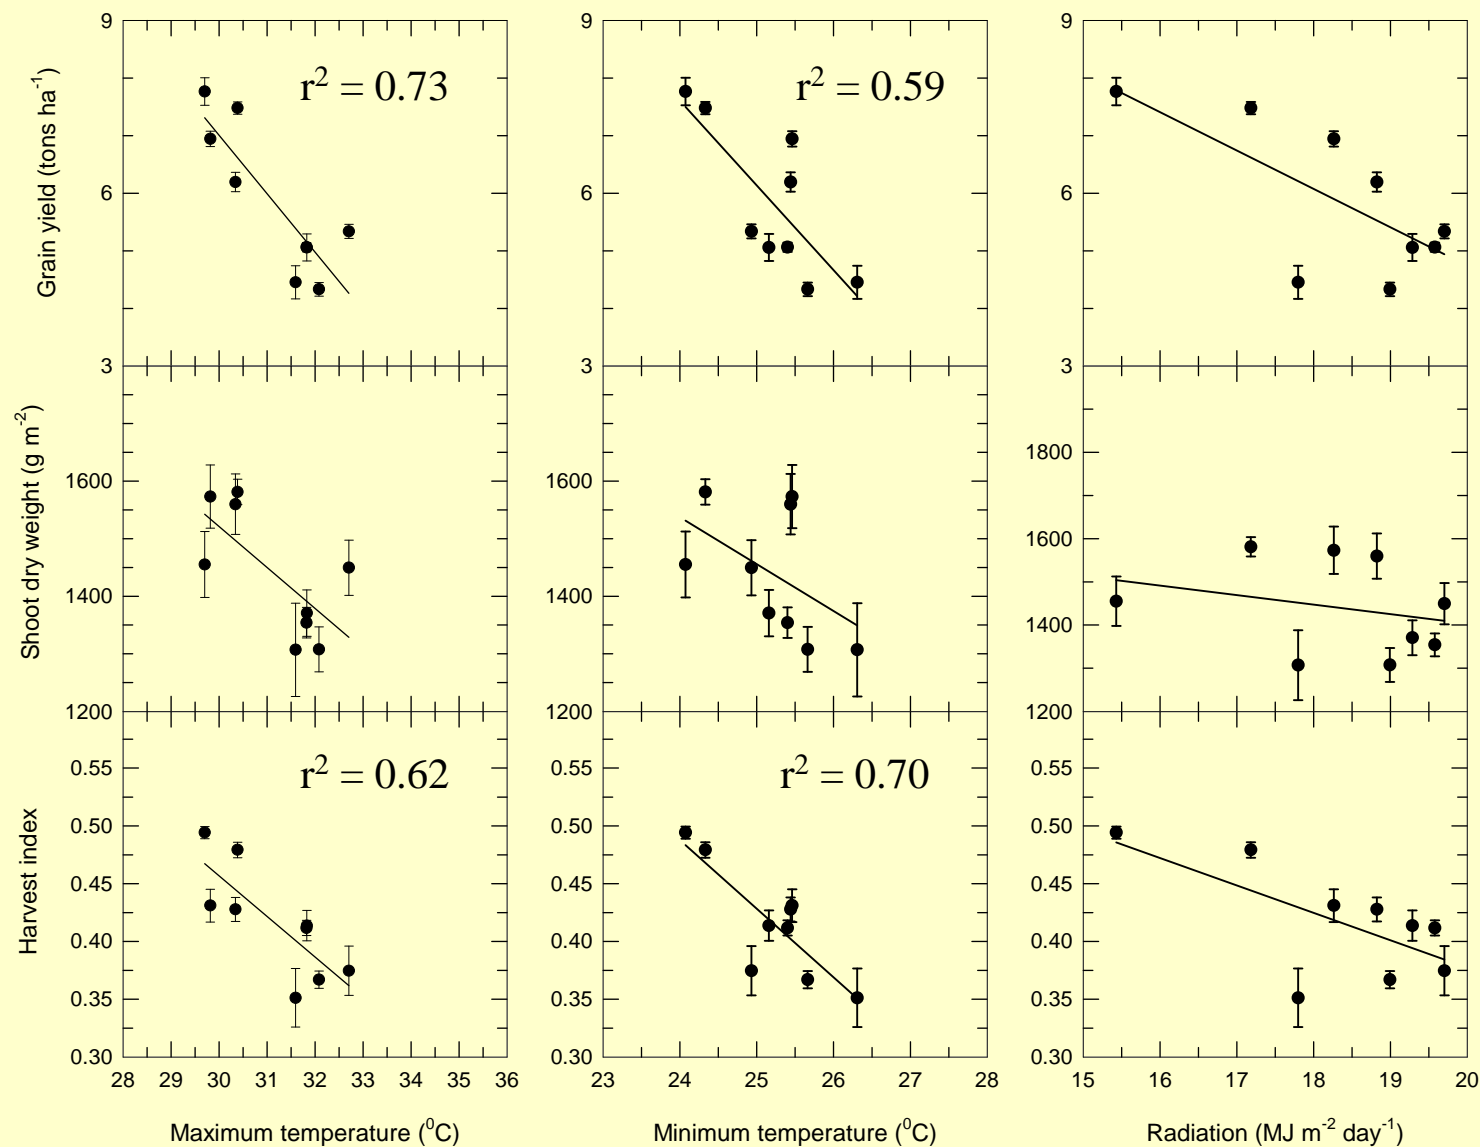 9
9
9
r² = 0.73
r² = 0.59
6
6
6
Grain yield (tons ha⁻¹)
3
3
3
1600
1600
1800
1600
1400
1400
1400
Shoot dry weight (g m⁻²)
1200
1200
1200
r² = 0.62
r² = 0.70
0.55
0.55
0.55
0.50
0.50
0.50
0.45
0.45
0.45
Harvest index
0.40
0.40
0.40
0.35
0.35
0.35
0.30
0.30
0.30
28 29 30 31 32 33 34 35 36
23 24 25 26 27 28
15 16 17 18 19 20
Maximum temperature (⁰C)
Minimum temperature (⁰C)
Radiation (MJ m⁻² day⁻¹)